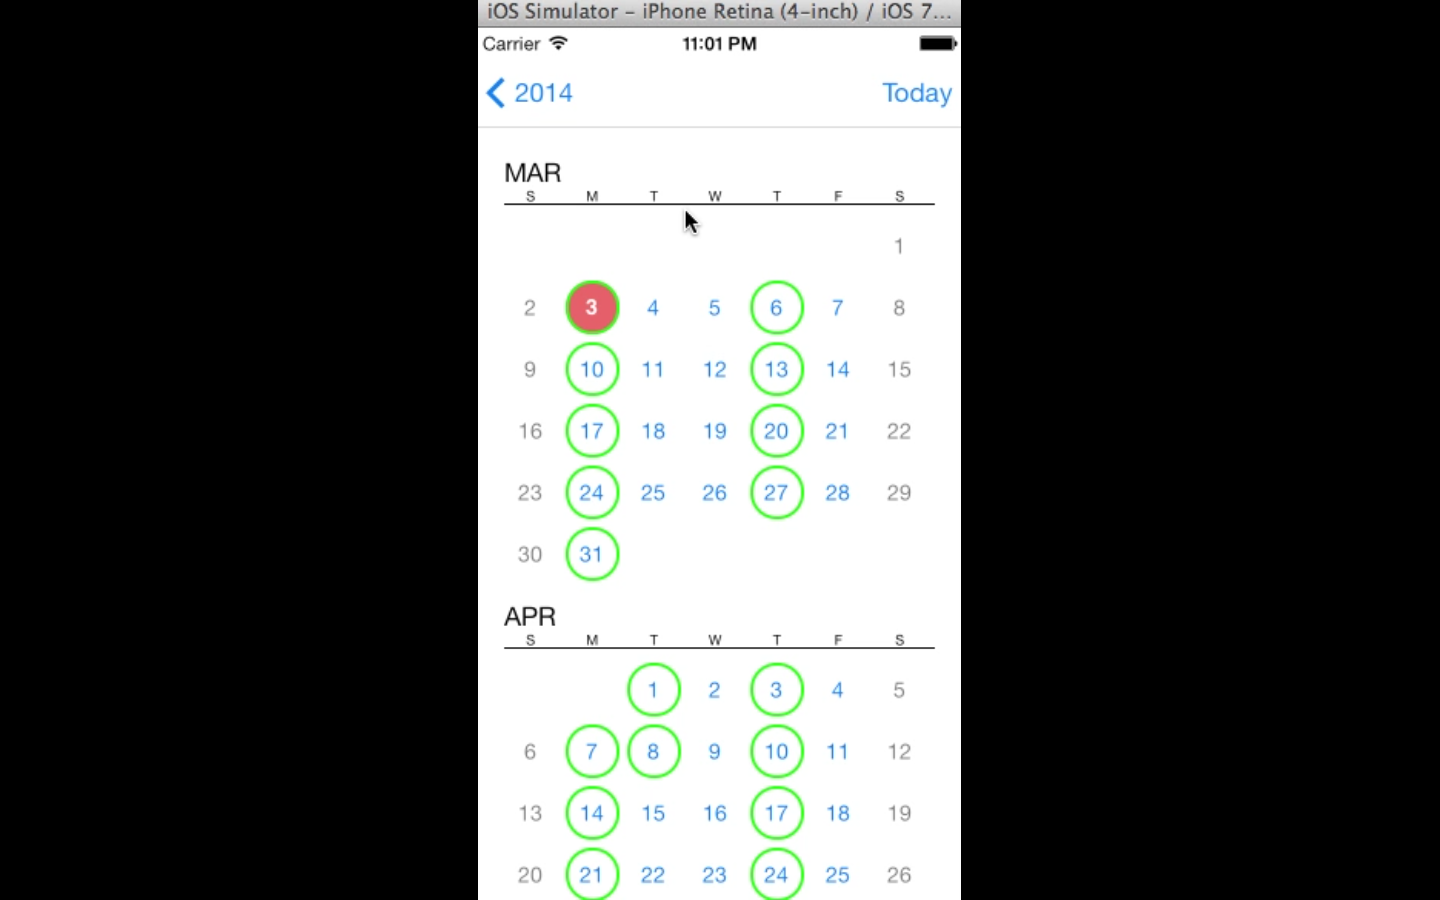 iOS Simulator – iPhone Retina (4-inch) / iOS 7...
Carrier 11:01 PM
2014 Today
MAR
S M T W T F S
1
2 3 4 5 6 7 8
9 10 11 12 13 14 15
16 17 18 19 20 21 22
23 24 25 26 27 28 29
30 31
APR
S M T W T F S
1 2 3 4 5
6 7 8 9 10 11 12
13 14 15 16 17 18 19
20 21 22 23 24 25 26